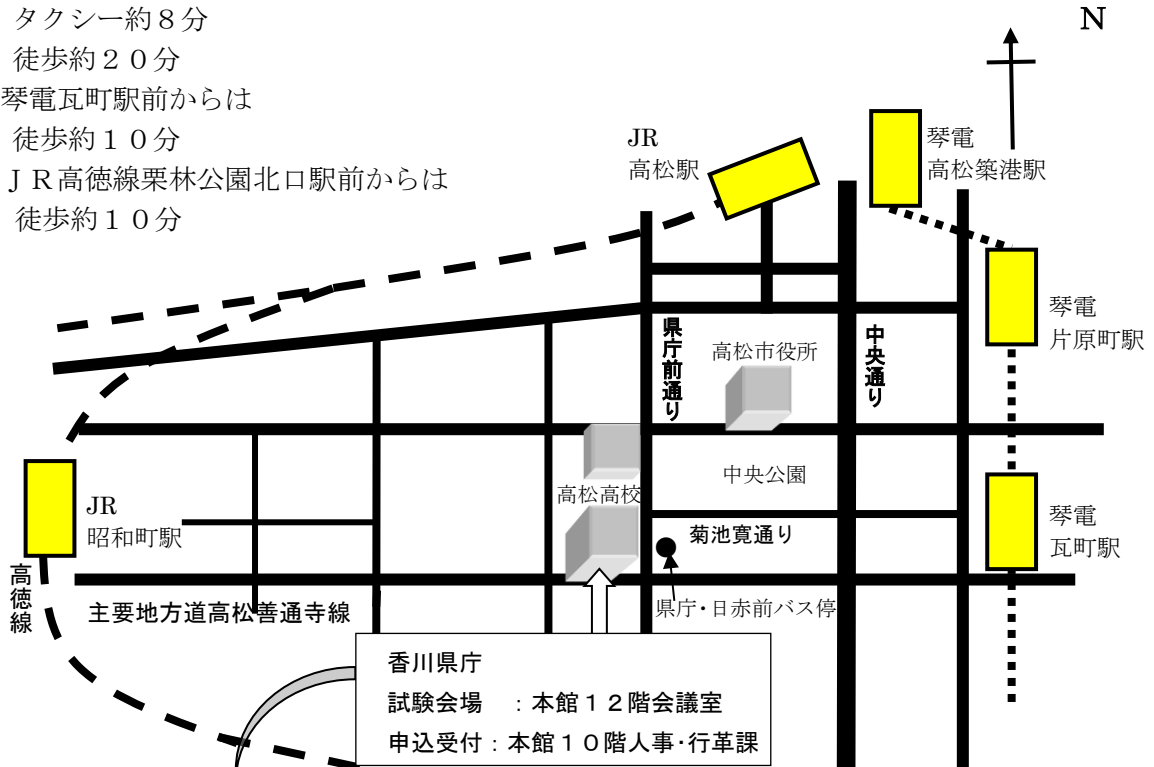 タクシー約８分
徒歩約２０分
琴電瓦町駅前からは
徒歩約１０分
ＪＲ高徳線栗林公園北口駅前からは
徒歩約１０分
N
JR
高松駅
琴電
高松築港駅
琴電
片原町駅
県庁前通り
高松市役所
中央通り
中央公園
高松高校
JR
昭和町駅
菊池寛通り
琴電
瓦町駅
高徳線
主要地方道高松善通寺線
県庁・日赤前バス停
香川県庁
試験会場　：本館１２階会議室
申込受付：本館１０階人事・行革課